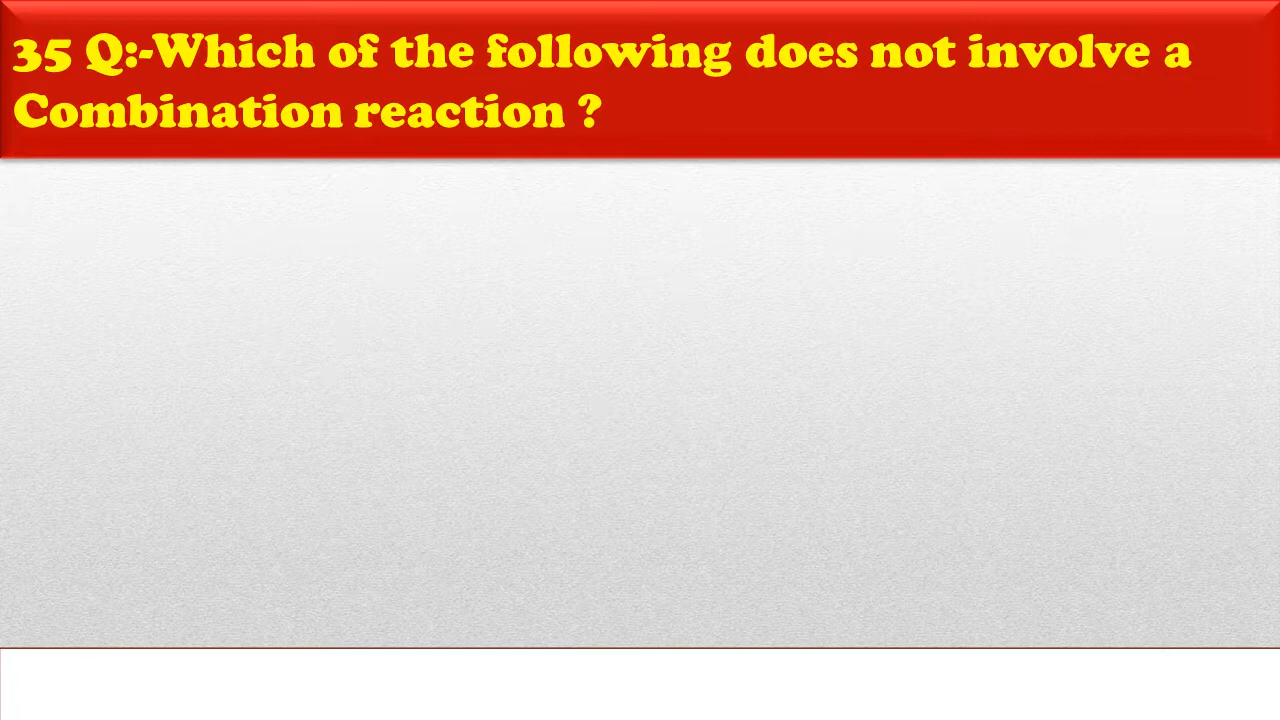 35 Q:-Which of the following does not involve a
Combination reaction ?